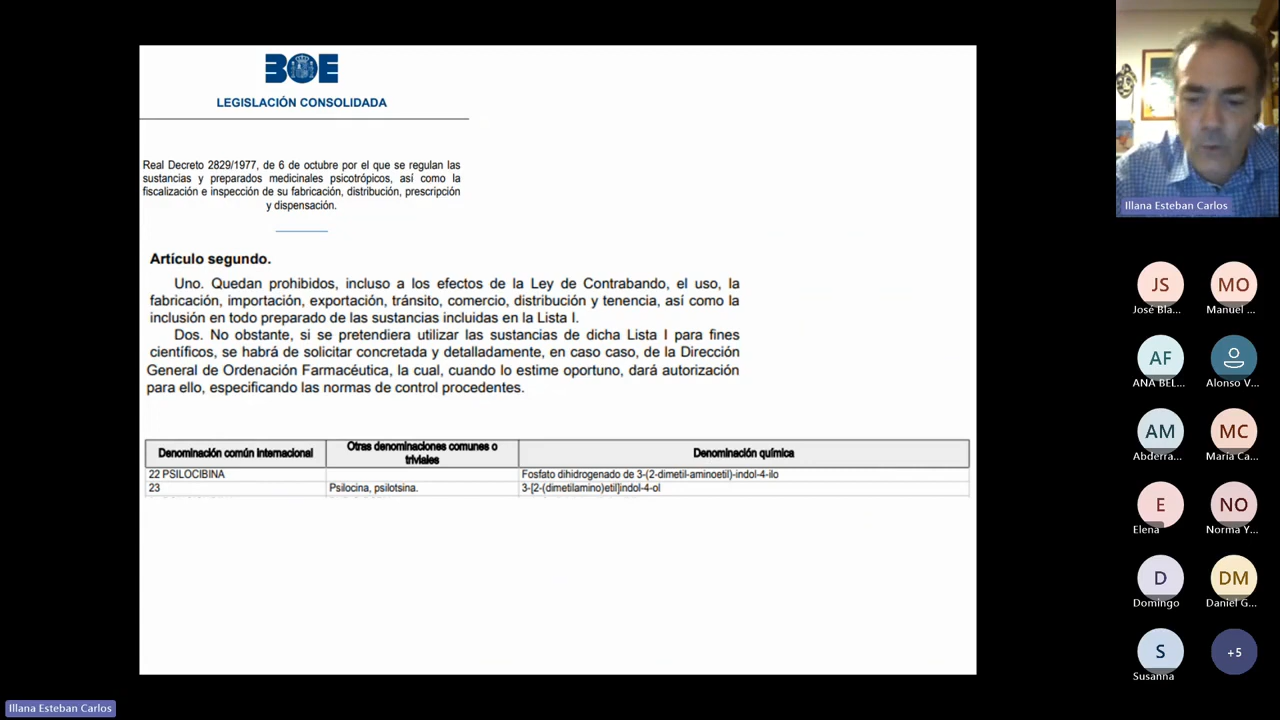 BOE
LEGISLACIÓN CONSOLIDADA
Real Decreto 2829/1977, de 6 de octubre por el que se regulan las
sustancias y preparados medicinales psicotrópicos, así como la
fiscalización e inspección de su fabricación, distribución, prescripción
y dispensación.
Artículo segundo.
Uno. Quedan prohibidos, incluso a los efectos de la Ley de Contrabando, el uso, la
fabricación, importación, exportación, tránsito, comercio, distribución y tenencia, así como la
inclusión en todo preparado de las sustancias incluidas en la Lista I.
Dos. No obstante, si se pretendiera utilizar las sustancias de dicha Lista I para fines
científicos, se habrá de solicitar concretada y detalladamente, en caso caso, de la Dirección
General de Ordenación Farmacéutica, la cual, cuando lo estime oportuno, dará autorización
para ello, especificando las normas de control procedentes.
Denominación común internacional
Otras denominaciones comunes o
triviales
Denominación química
22 PSILOCIBINA
Fosfato dihidrogenado de 3-(2-dimetil-aminoetil)-indol-4-ilo
23
Psilocina, psilotsina.
3-[2-(dimetilamino)etil]indol-4-ol
Illana Esteban Carlos
JS
MO
José Bla...
Manuel ...
AF
ANA BEL...
Alonso V...
AM
MC
Abderra...
Maria Ca...
E
NO
Elena
Norma Y...
D
DM
Domingo
Daniel G...
S
+5
Susanna
Illana Esteban Carlos